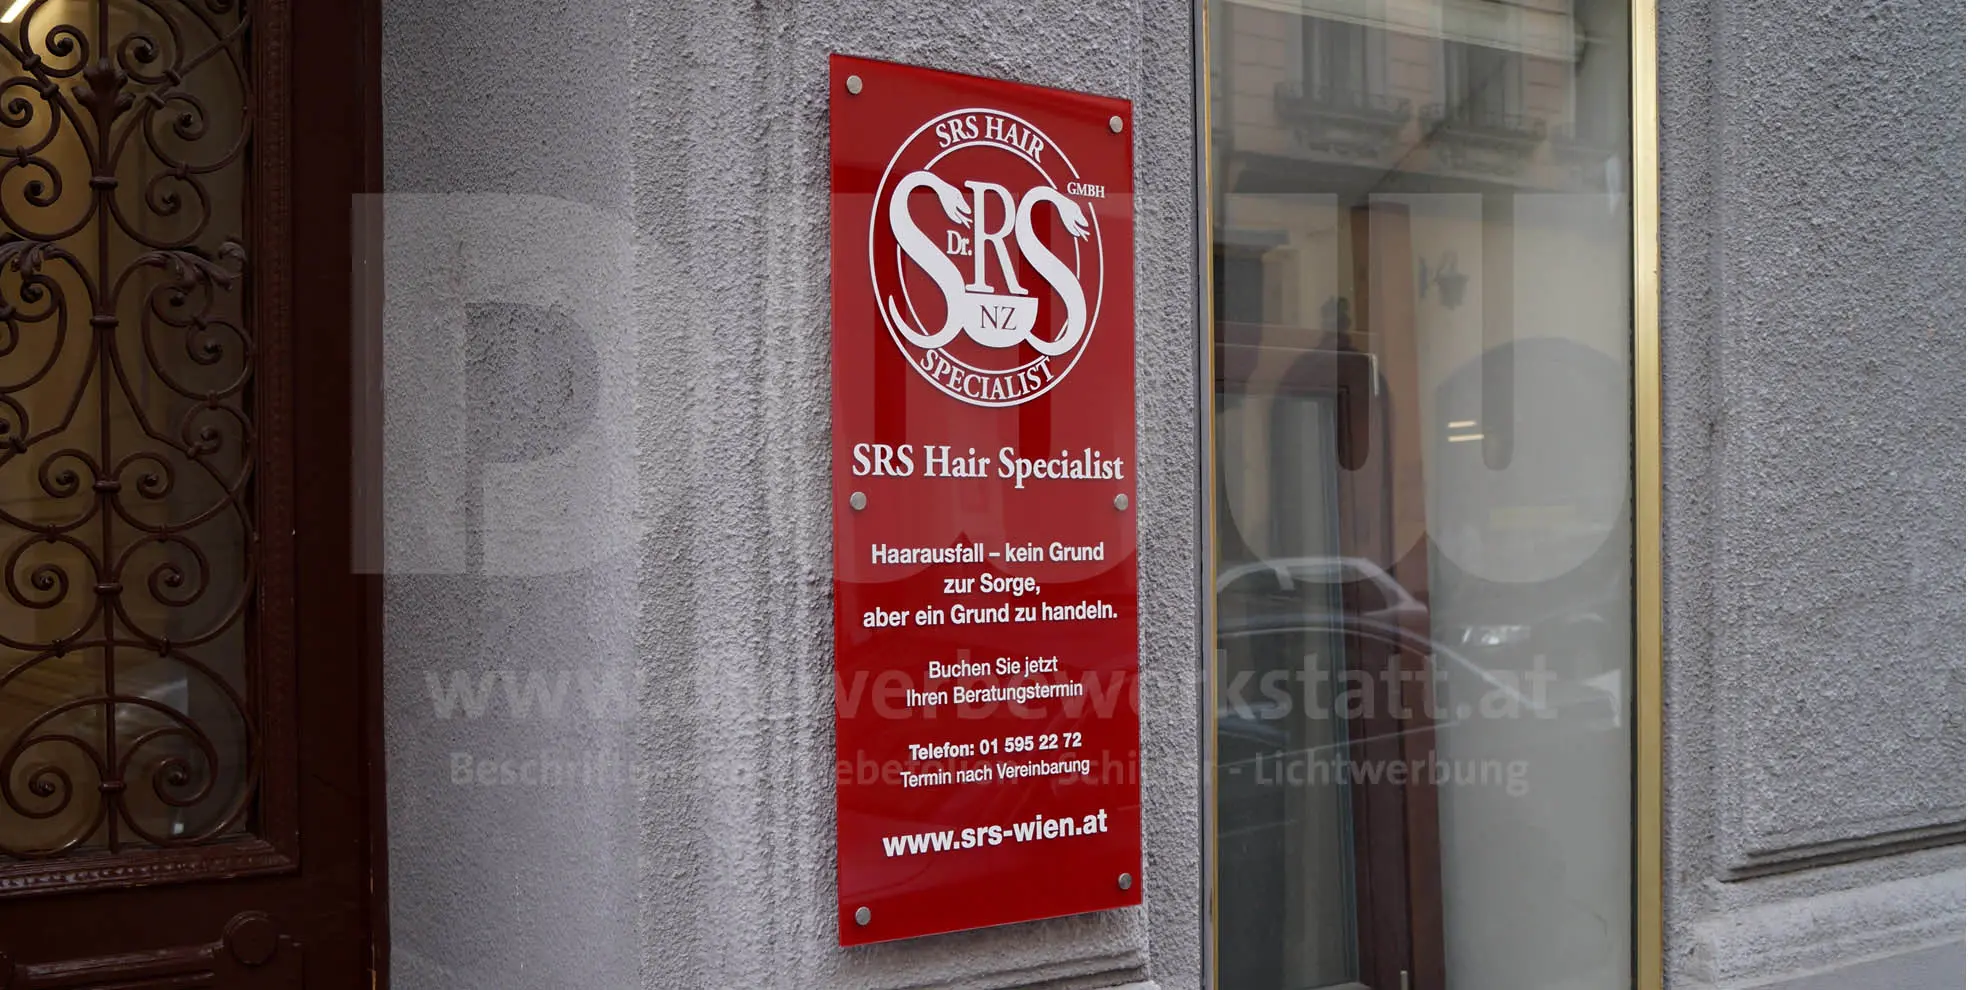 SRS HAIR
GMBH
SRS
Dr.
NZ
SPECIALIST
SRS Hair Specialist
Haarausfall – kein Grund
zur Sorge,
aber ein Grund zu handeln.
Buchen Sie jetzt
Ihren Beratungstermin
Telefon: 01 595 22 72
Termin nach Vereinbarung
www.srs-wien.at